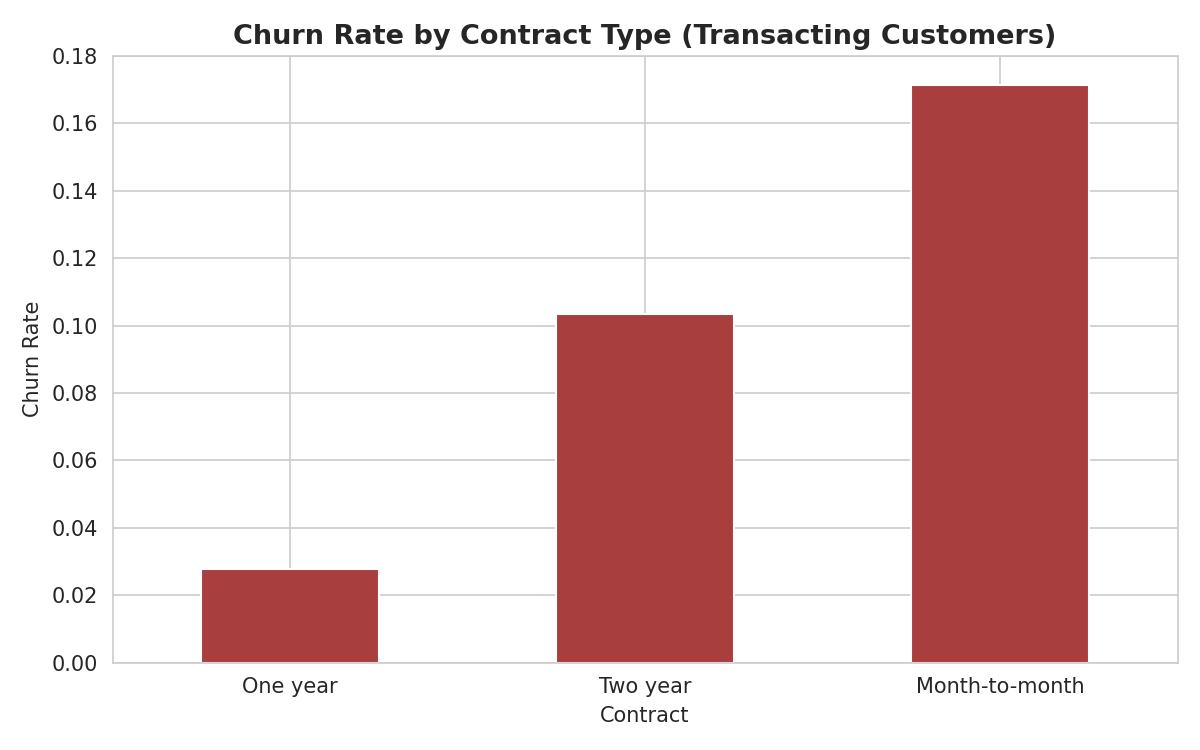 Churn Rate by Contract Type (Transacting Customers)
0.18
0.16
0.14
0.12
0.10
0.08
0.06
0.04
0.02
0.00
Churn Rate
One year
Two year
Month-to-month
Contract